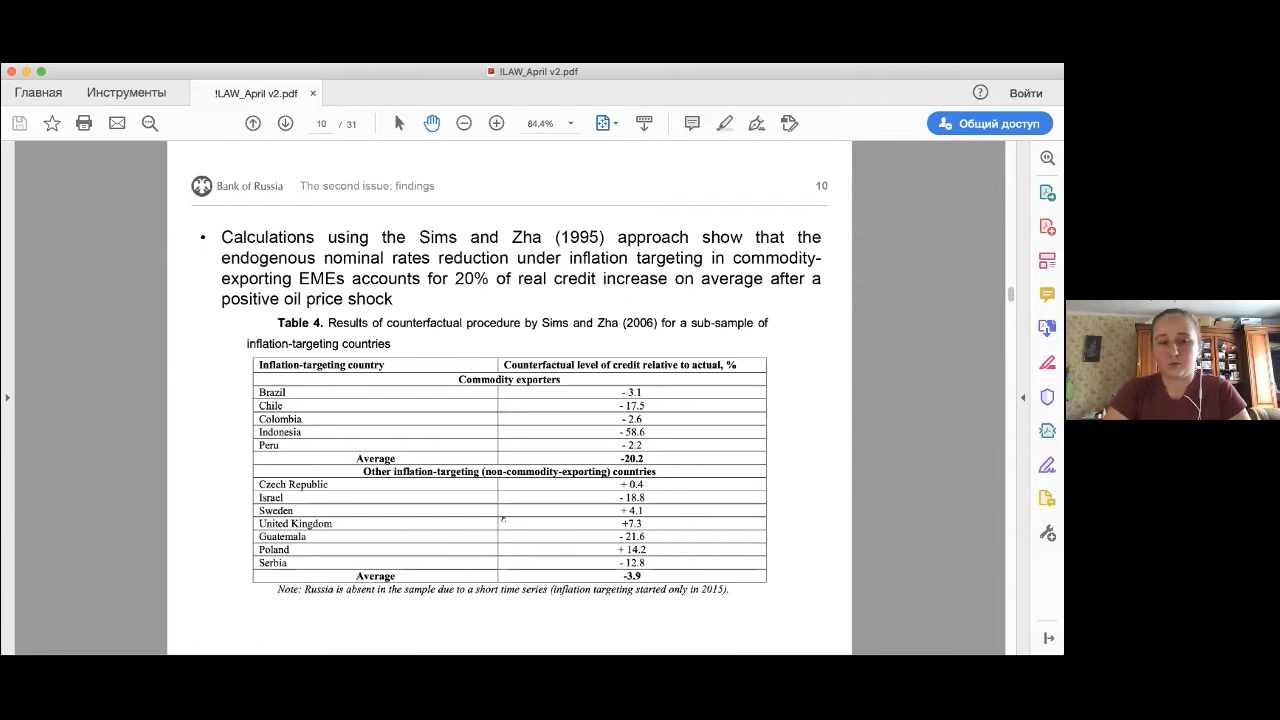 !LAW_April v2.pdf
Главная Инструменты !LAW_April v2.pdf × Войти
10 / 31 84,4% Общий доступ
Bank of Russia The second issue: findings 10
• Calculations using the Sims and Zha (1995) approach show that the
endogenous nominal rates reduction under inflation targeting in commodity-
exporting EMEs accounts for 20% of real credit increase on average after a
positive oil price shock
Table 4. Results of counterfactual procedure by Sims and Zha (2006) for a sub-sample of
inflation-targeting countries
Inflation-targeting country Counterfactual level of credit relative to actual, %
Commodity exporters
Brazil - 3.1
Chile - 17.5
Colombia - 2.6
Indonesia - 58.6
Peru - 2.2
Average -20.2
Other inflation-targeting (non-commodity-exporting) countries
Czech Republic + 0.4
Israel - 18.8
Sweden + 4.1
United Kingdom +7.3
Guatemala - 21.6
Poland + 14.2
Serbia - 12.8
Average -3.9
Note: Russia is absent in the sample due to a short time series (inflation targeting started only in 2015).